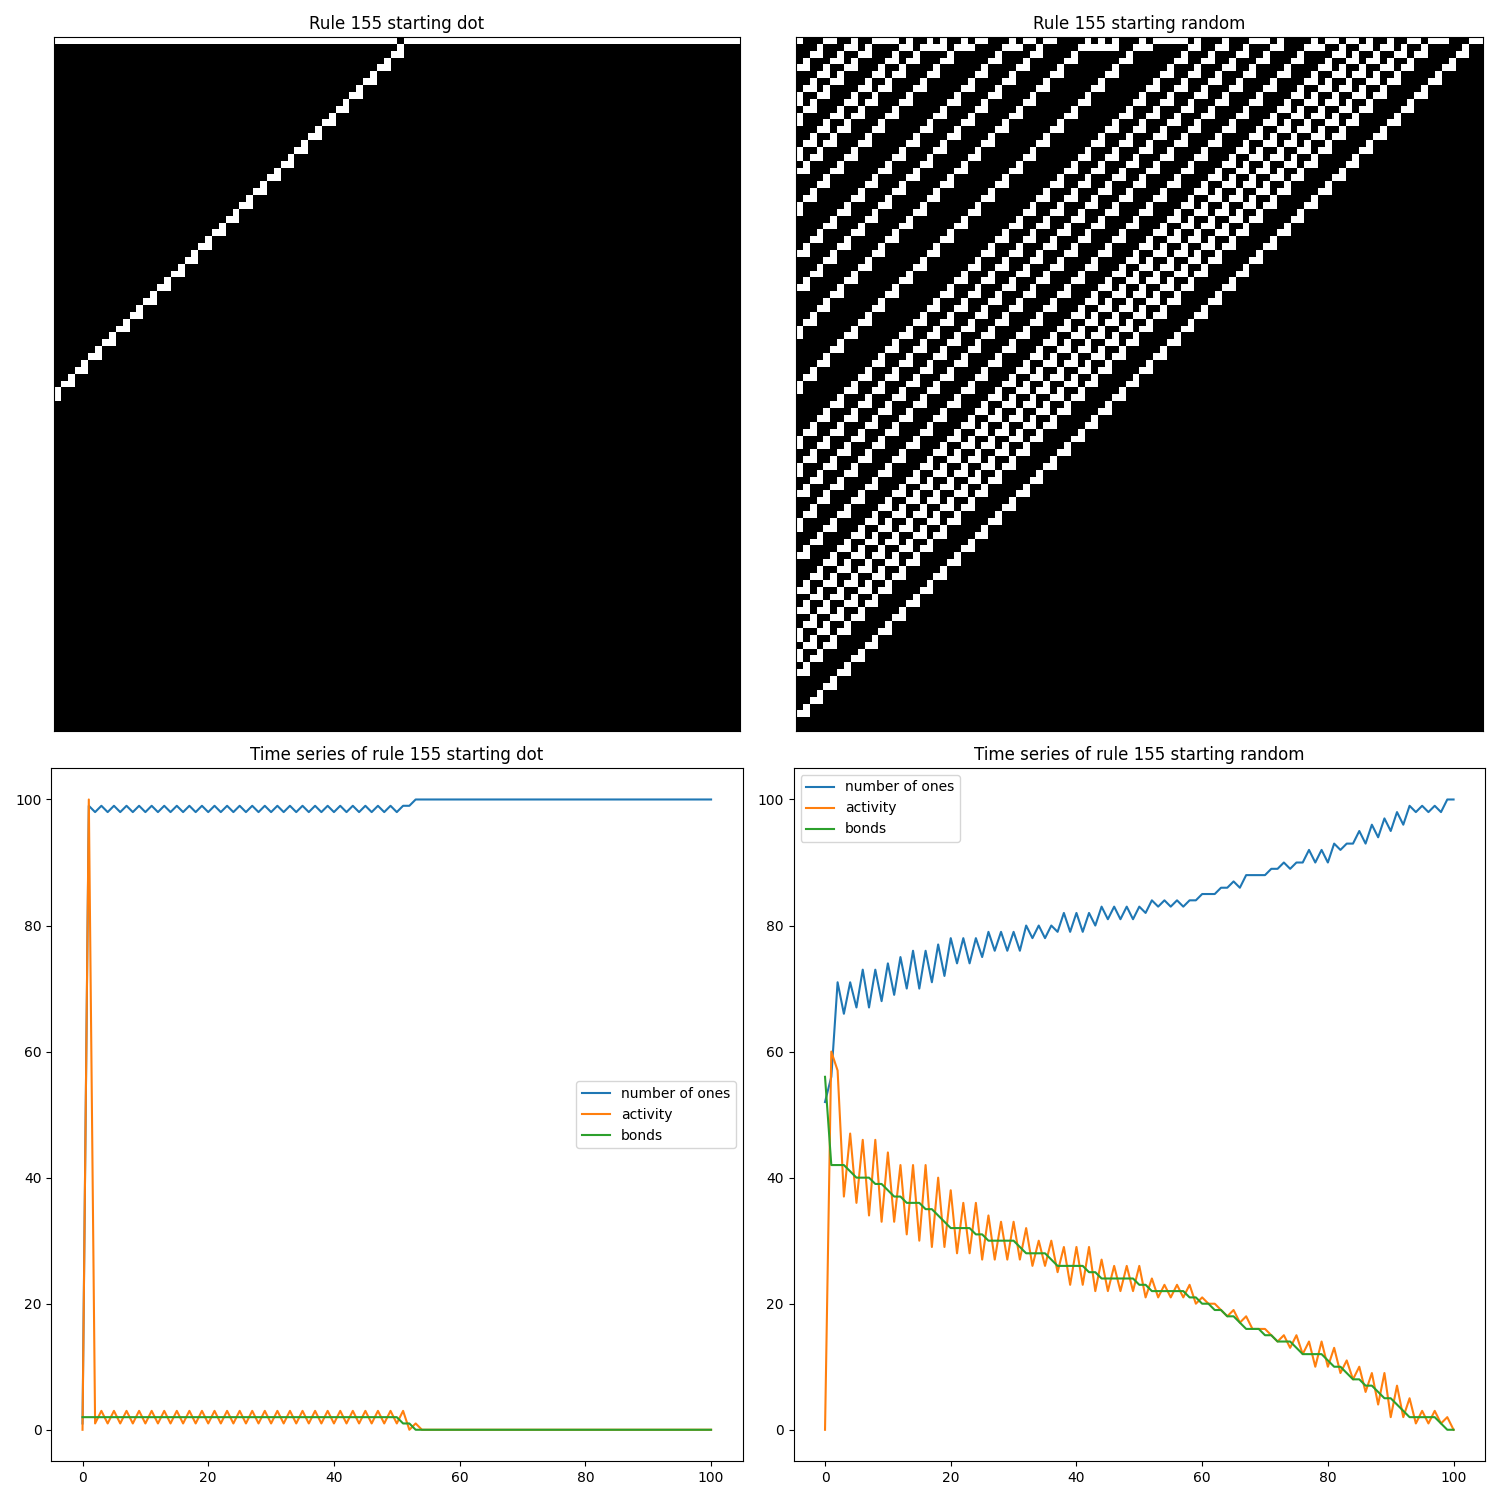 Rule 155 starting dot
Rule 155 starting random
Time series of rule 155 starting dot
100
80
60
40
20
0
number of ones
activity
bonds
0 20 40 60 80 100
Time series of rule 155 starting random
number of ones
activity
bonds
100
80
60
40
20
0
0 20 40 60 80 100